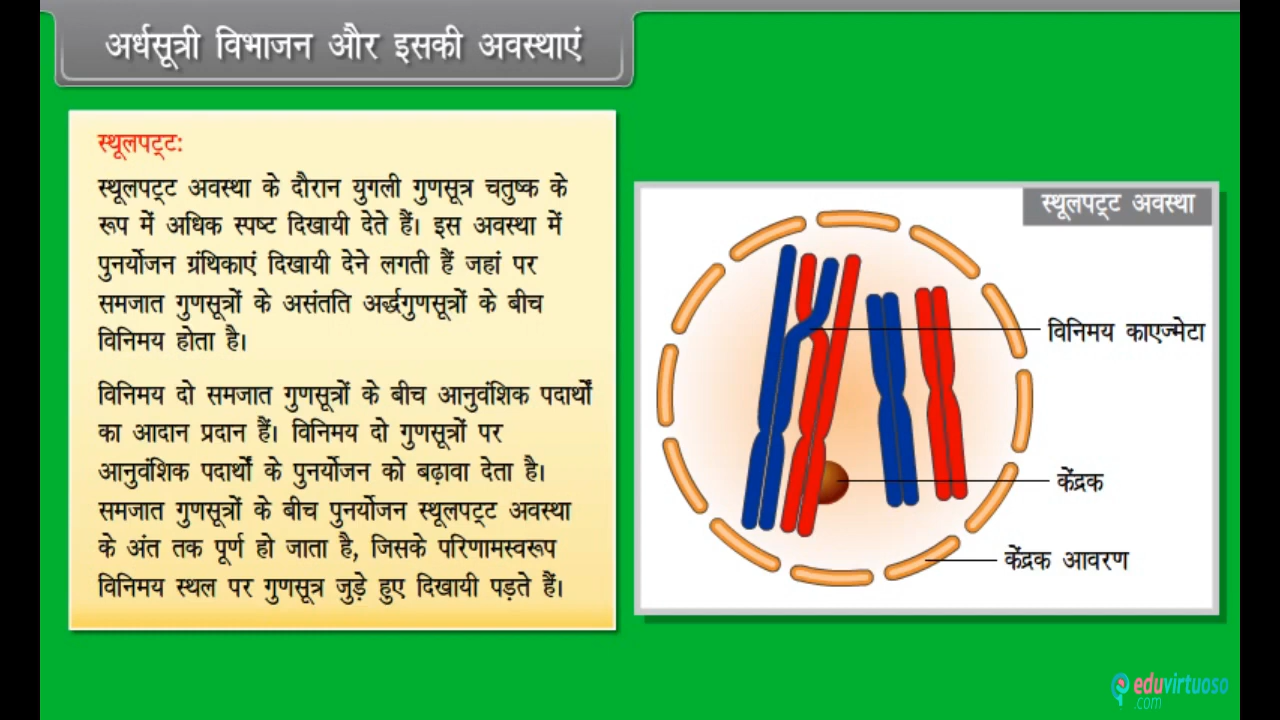 अर्धसूत्री विभाजन और इसकी अवस्थाएं
स्थूलपट्ट:
स्थूलपट्ट अवस्था के दौरान युगली गुणसूत्र चतुष्क के
रूप में अधिक स्पष्ट दिखायी देते हैं। इस अवस्था में
पुनर्योजन ग्रंथिकाएं दिखायी देने लगती हैं जहां पर
समजात गुणसूत्रों के असंतति अर्द्धगुणसूत्रों के बीच
विनिमय होता है।
विनिमय दो समजात गुणसूत्रों के बीच आनुवंशिक पदार्थों
का आदान प्रदान हैं। विनिमय दो गुणसूत्रों पर
आनुवंशिक पदार्थों के पुनर्योजन को बढ़ावा देता है।
समजात गुणसूत्रों के बीच पुनर्योजन स्थूलपट्ट अवस्था
के अंत तक पूर्ण हो जाता है, जिसके परिणामस्वरूप
विनिमय स्थल पर गुणसूत्र जुड़े हुए दिखायी पड़ते हैं।
स्थूलपट्ट अवस्था
विनिमय काएज्मेटा
केंद्रक
केंद्रक आवरण
eduvirtuoso
.com